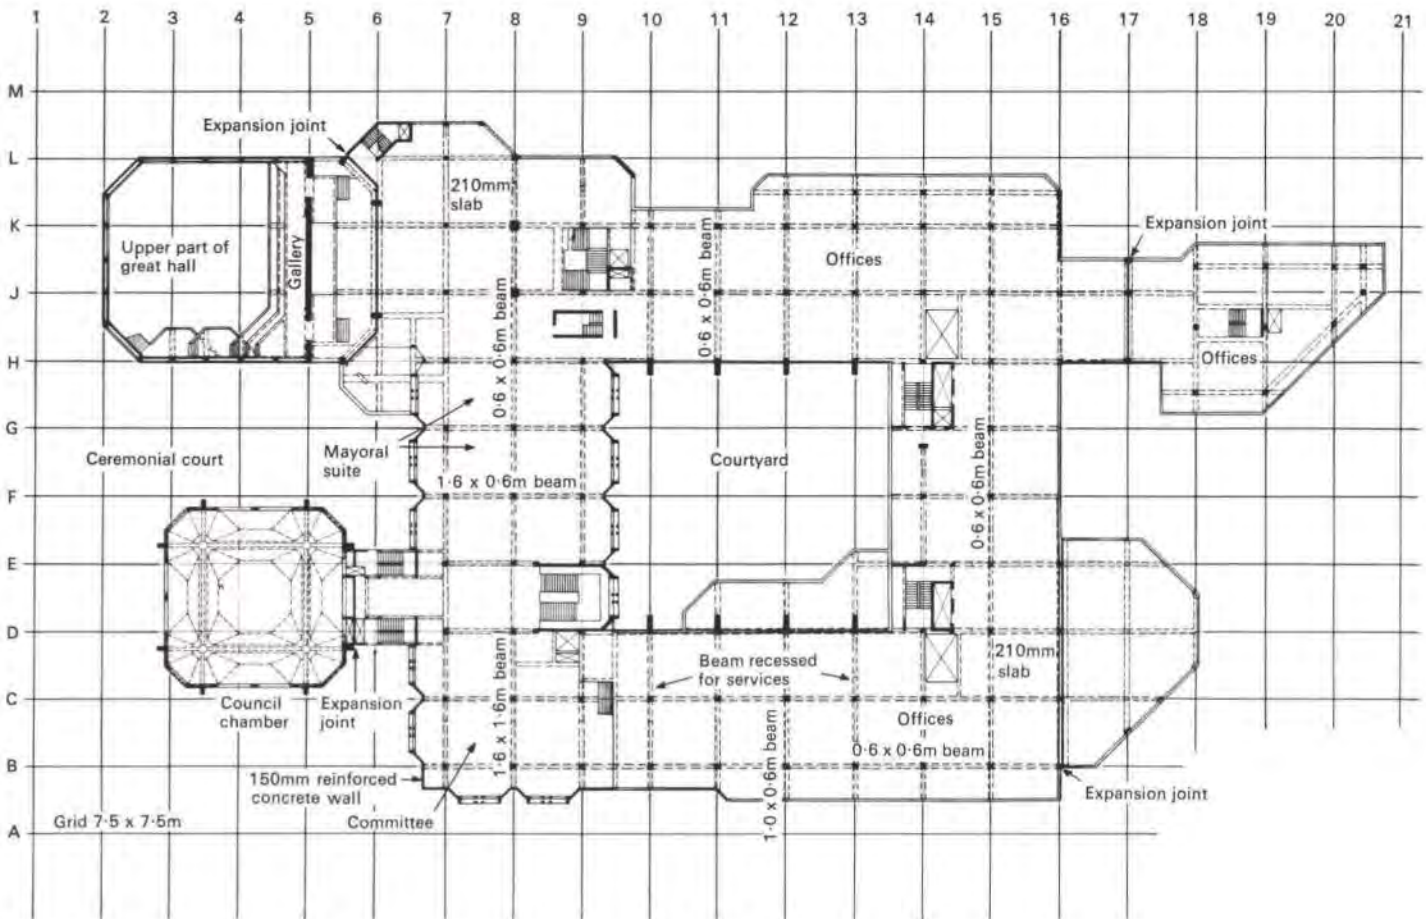 1 2 3 4 5 6 7 8 9 10 11 12 13 14 15 16 17 18 19 20 21
M
Expansion joint
L
210mm
slab
K
Expansion joint
Upper part of
great hall
Gallery
0·6 x 0·6m beam
Offices
J
0·6 x 0·6m beam
Offices
H
G
Mayoral
suite
Ceremonial court
Courtyard
1·6 x 0·6m beam
0·6 x 0·6m beam
F
E
D
Beam recessed
for services
210mm
slab
1·6 x 1·6m beam
C
Council
chamber
Expansion
joint
Offices
0·6 x 0·6m beam
1·0 x 0·6m beam
B
150mm reinforced
concrete wall
Expansion joint
Grid 7·5 x 7·5m
Committee
A